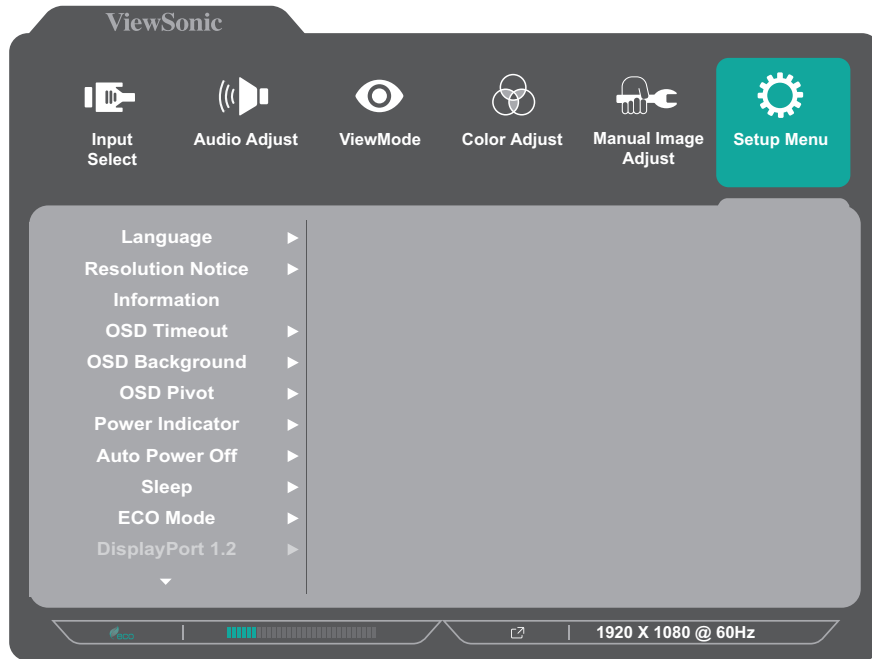 ViewSonic
Input
Select
Audio Adjust
ViewMode
Color Adjust
Manual Image
Adjust
Setup Menu
Language
Resolution Notice
Information
OSD Timeout
OSD Background
OSD Pivot
Power Indicator
Auto Power Off
Sleep
ECO Mode
DisplayPort 1.2
eco
1920 X 1080 @ 60Hz